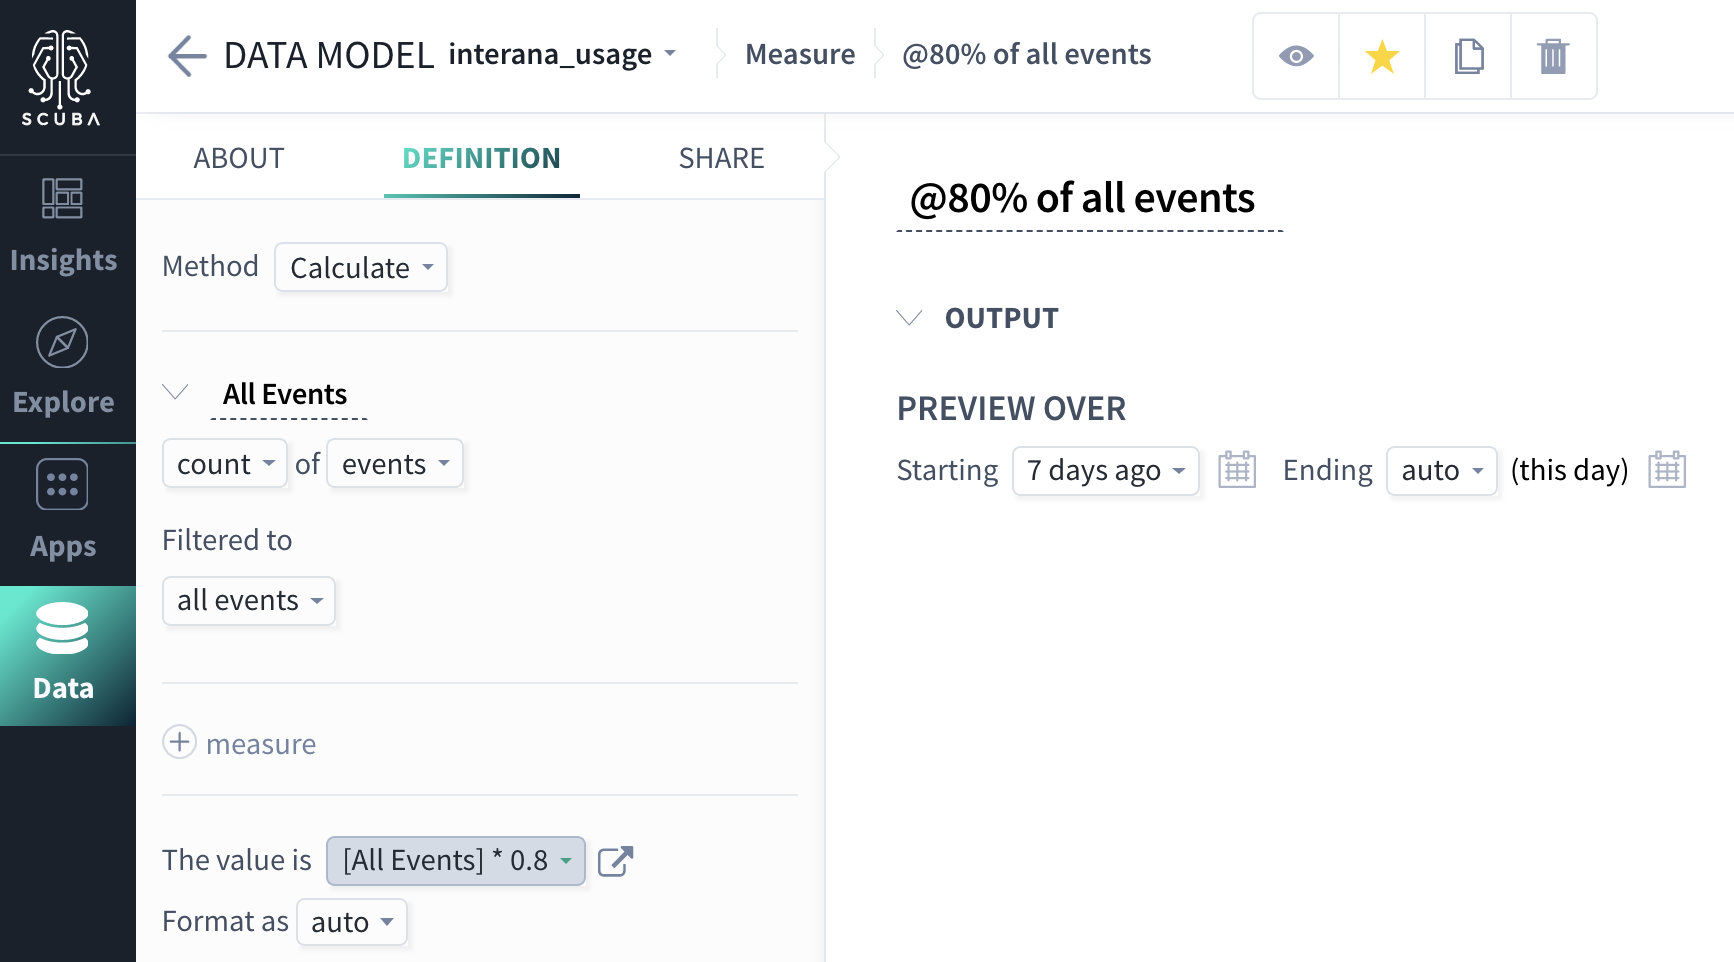 SCUBA
Insights
Explore
Apps
Data
DATA MODEL interana_usage Measure @80% of all events
ABOUT DEFINITION SHARE
Method Calculate
All Events
count of events
Filtered to
all events
measure
The value is [All Events] * 0.8
Format as auto
@80% of all events
OUTPUT
PREVIEW OVER
Starting 7 days ago Ending auto (this day)